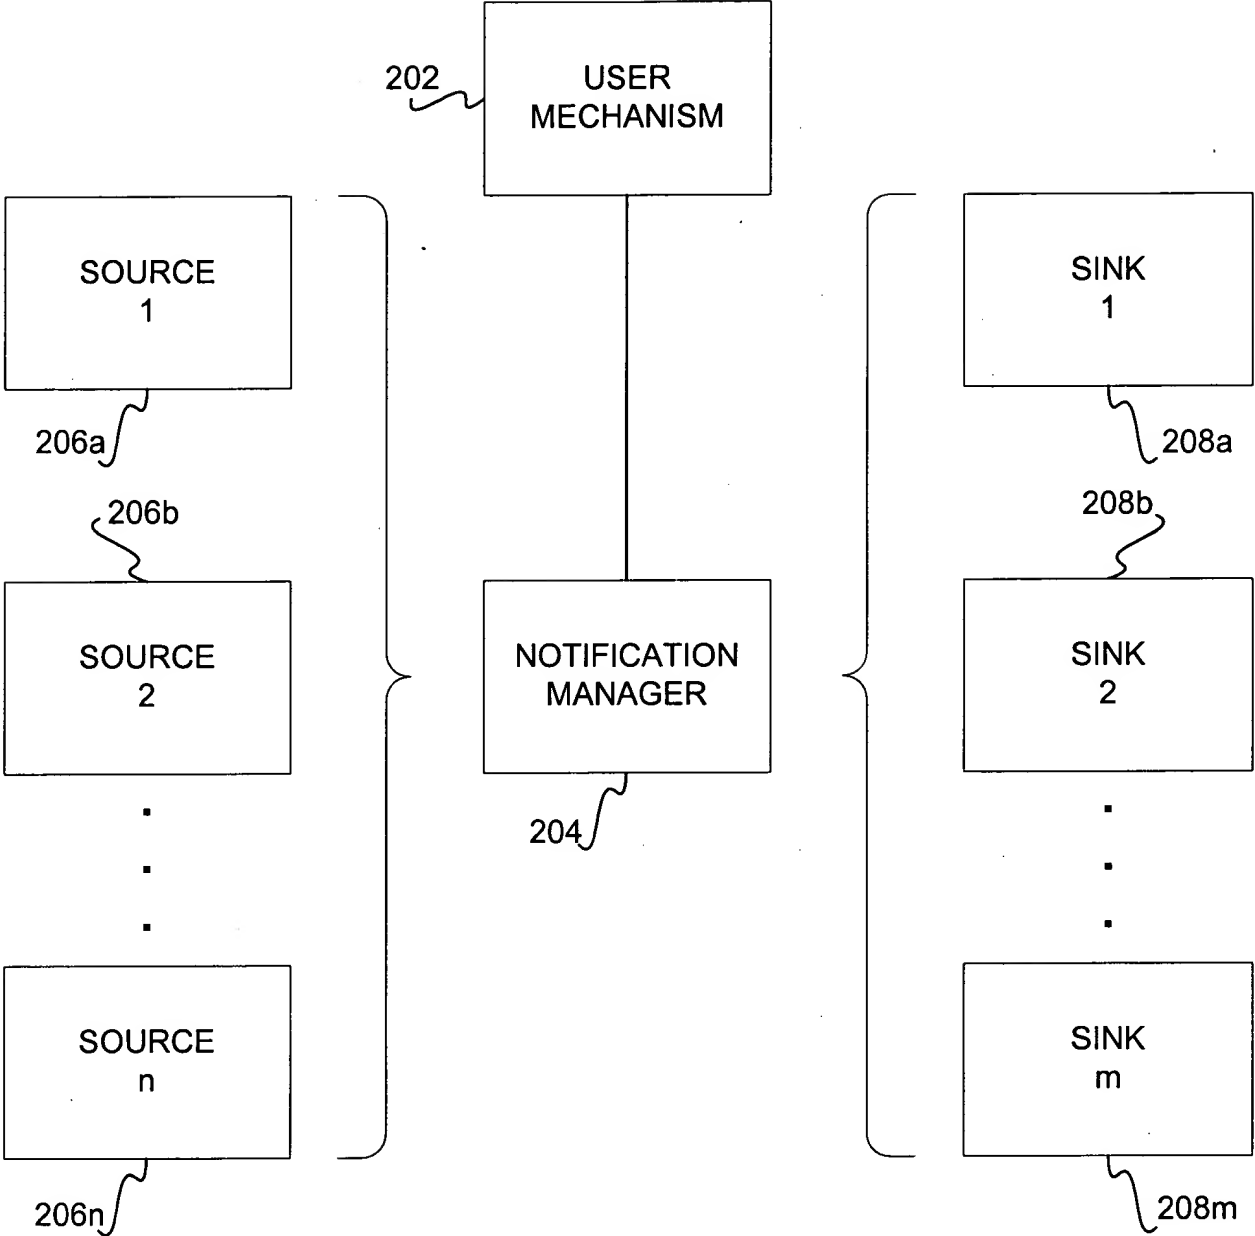 202
USER
MECHANISM
SOURCE
1
206a
206b
SOURCE
2
SOURCE
n
206n
NOTIFICATION
MANAGER
204
SINK
1
208a
208b
SINK
2
SINK
m
208m